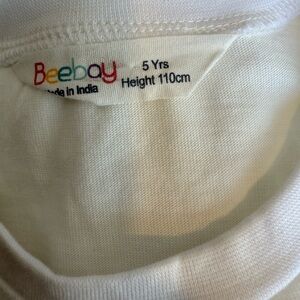 Beebay
5 Yrs
Height 110cm
in India